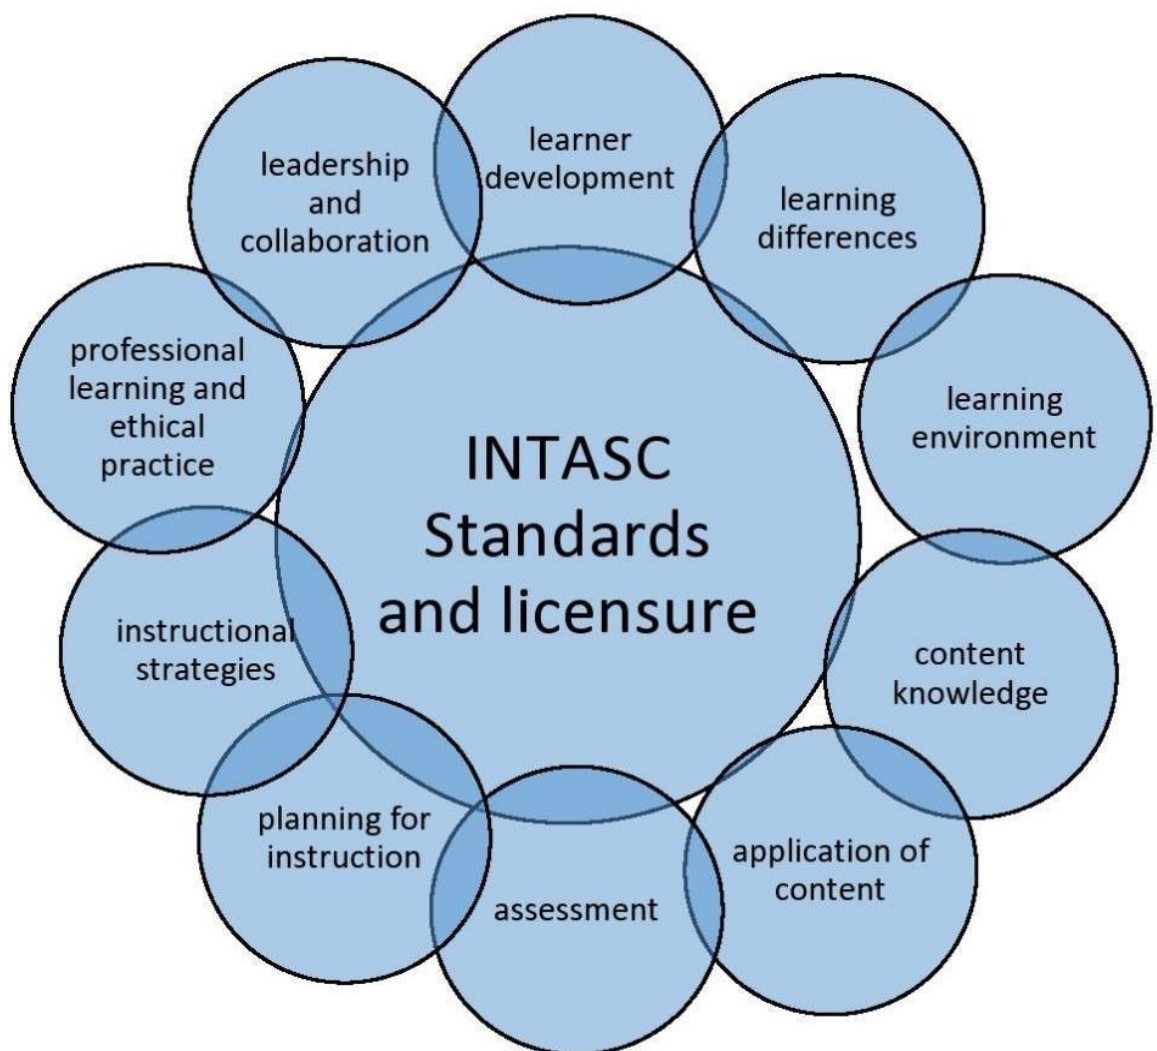 INTASC
Standards
and licensure
learner
development
learning
differences
learning
environment
content
knowledge
application of
content
assessment
planning for
instruction
instructional
strategies
professional
learning and
ethical
practice
leadership
and
collaboration